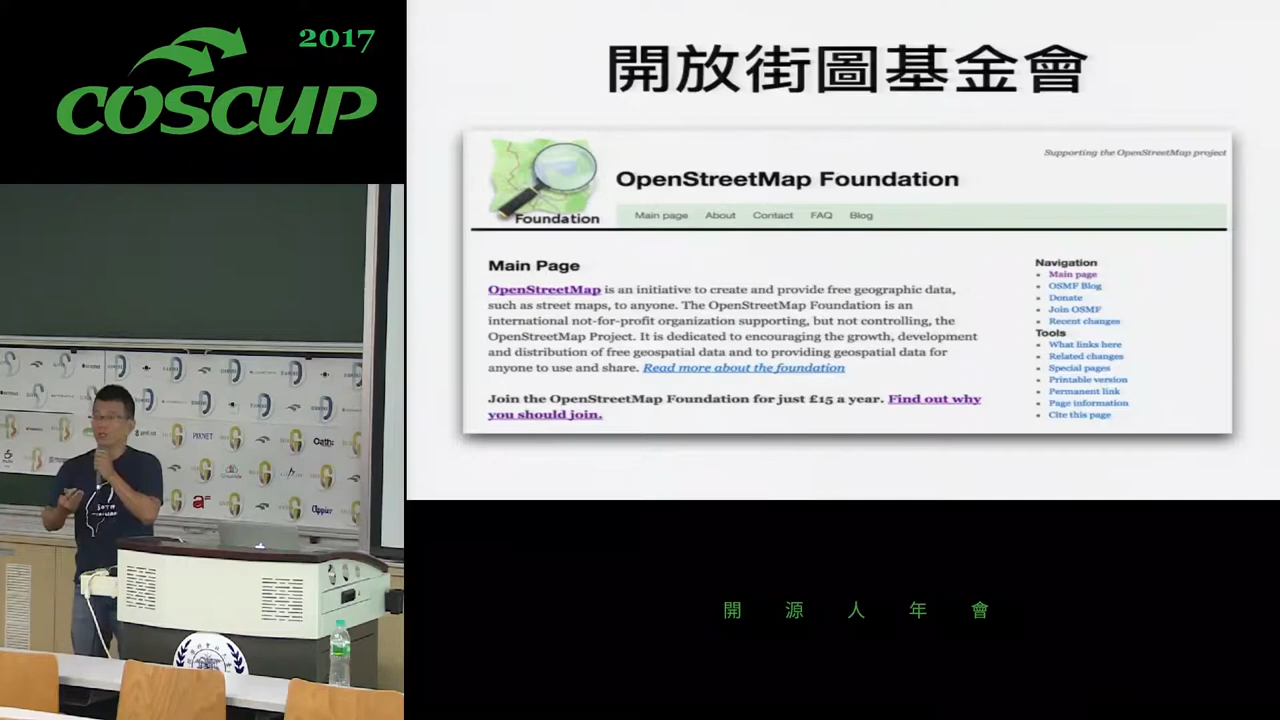 2017
COSCUP
開放街圖基金會
Supporting the OpenStreetMap project
OpenStreetMap Foundation
Foundation
Main page About Contact FAQ Blog
Main Page
OpenStreetMap is an initiative to create and provide free geographic data,
such as street maps, to anyone. The OpenStreetMap Foundation is an
international not-for-profit organization supporting, but not controlling, the
OpenStreetMap Project. It is dedicated to encouraging the growth, development
and distribution of free geospatial data and to providing geospatial data for
anyone to use and share. Read more about the foundation
Join the OpenStreetMap Foundation for just £15 a year. Find out why
you should join.
Navigation
Main page
OSMF Blog
Donate
Join OSMF
Recent changes
Tools
What links here
Related changes
Special pages
Printable version
Permanent link
Page information
Cite this page
PIXNET
Oath:
Appier
開源人年會